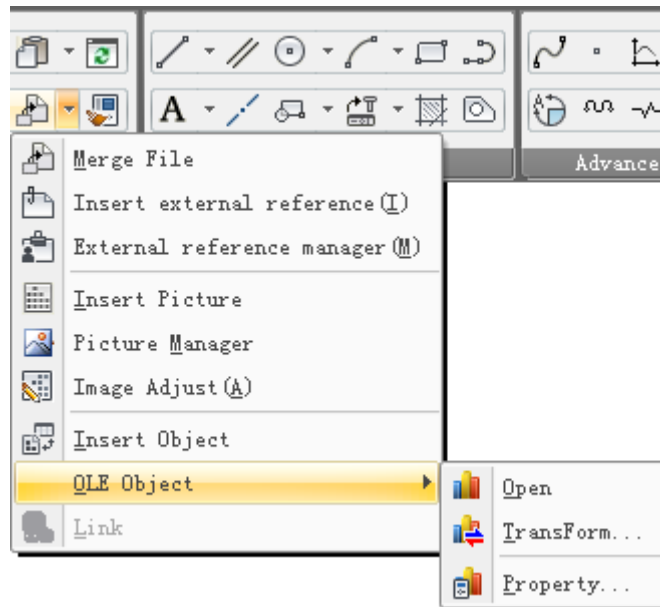 A
Advance
Merge File
Insert external reference(I)
External reference manager(M)
Insert Picture
Picture Manager
Image Adjust(A)
Insert Object
OLE Object
Link
Open
TransForm...
Property...